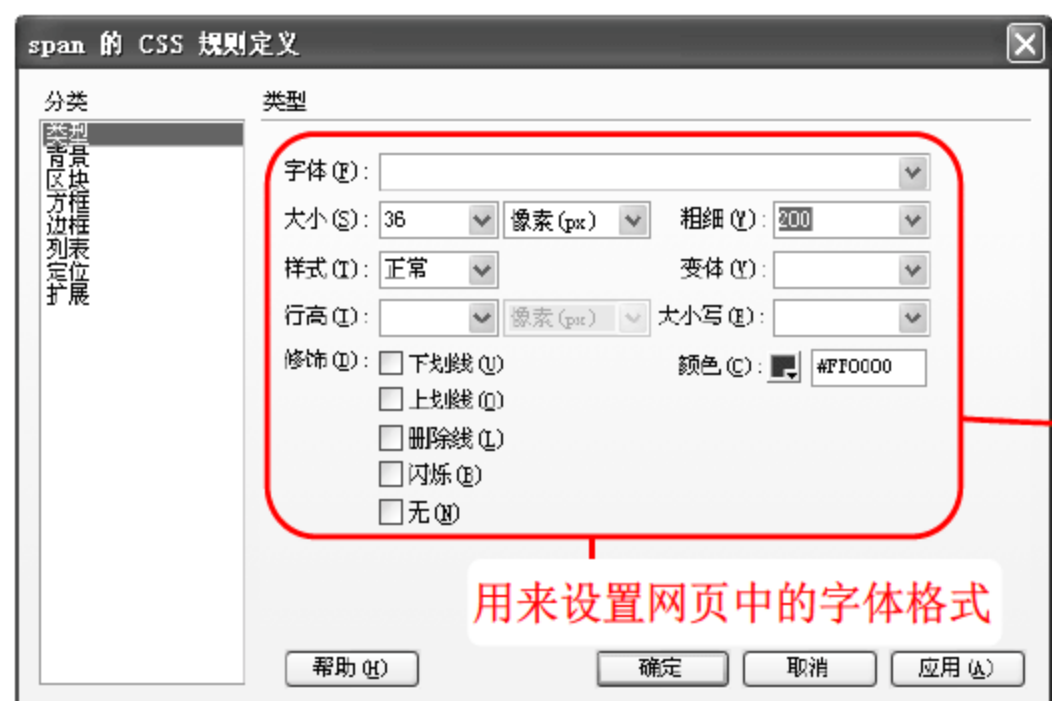 span 的 CSS 规则定义
分类
类型
类型
背景
区块
方框
边框
列表
定位
扩展
字体(F):
大小(S): 36 像素(px) 粗细(Y): 200
样式(T): 正常 变体(V):
行高(I): 像素(px) 大小写(E):
修饰(D): 下划线(U) 颜色(C): #FF0000
上划线(O)
删除线(L)
闪烁(B)
无(N)
用来设置网页中的字体格式
帮助(H) 确定 取消 应用(A)